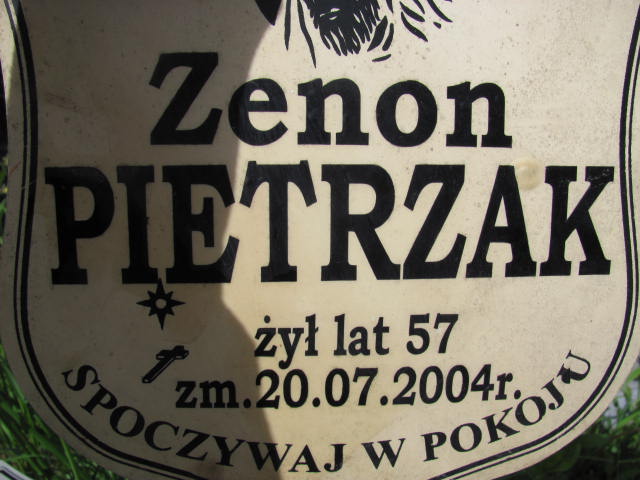 Zenon
PIETRZAK
żył lat 57
zm.20.07.2004r.
SPOCZYWAJ W POKOJU